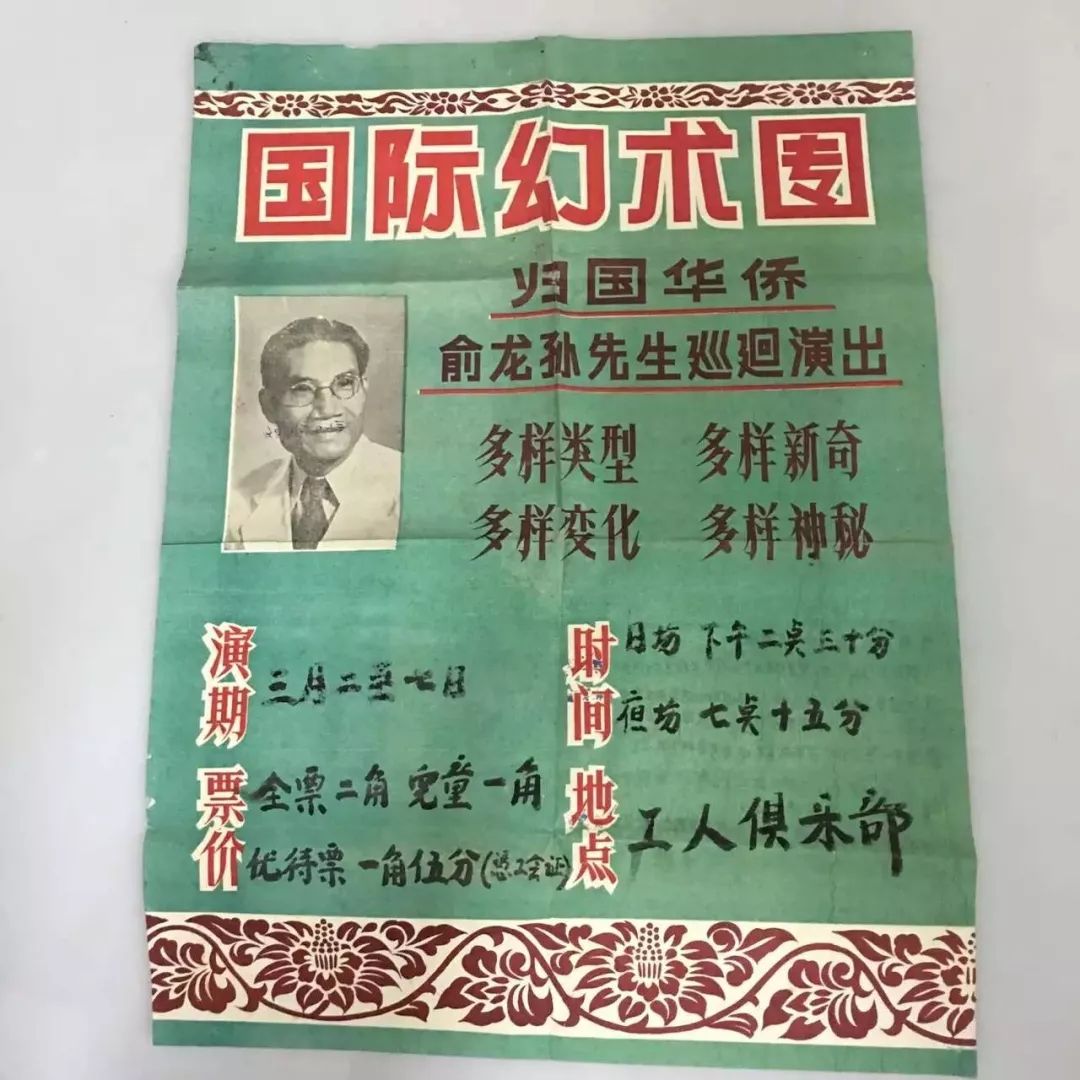 国际幻术团
归国华侨
俞龙孙先生巡迴演出
多样类型 多样新奇
多样变化 多样神秘
演期
三月二至七日
时间
日场 下午二点三十分
夜场 七点十五分
票价
全票二角 儿童一角
优待票 一角伍分(凭工会证)
地点
工人俱乐部